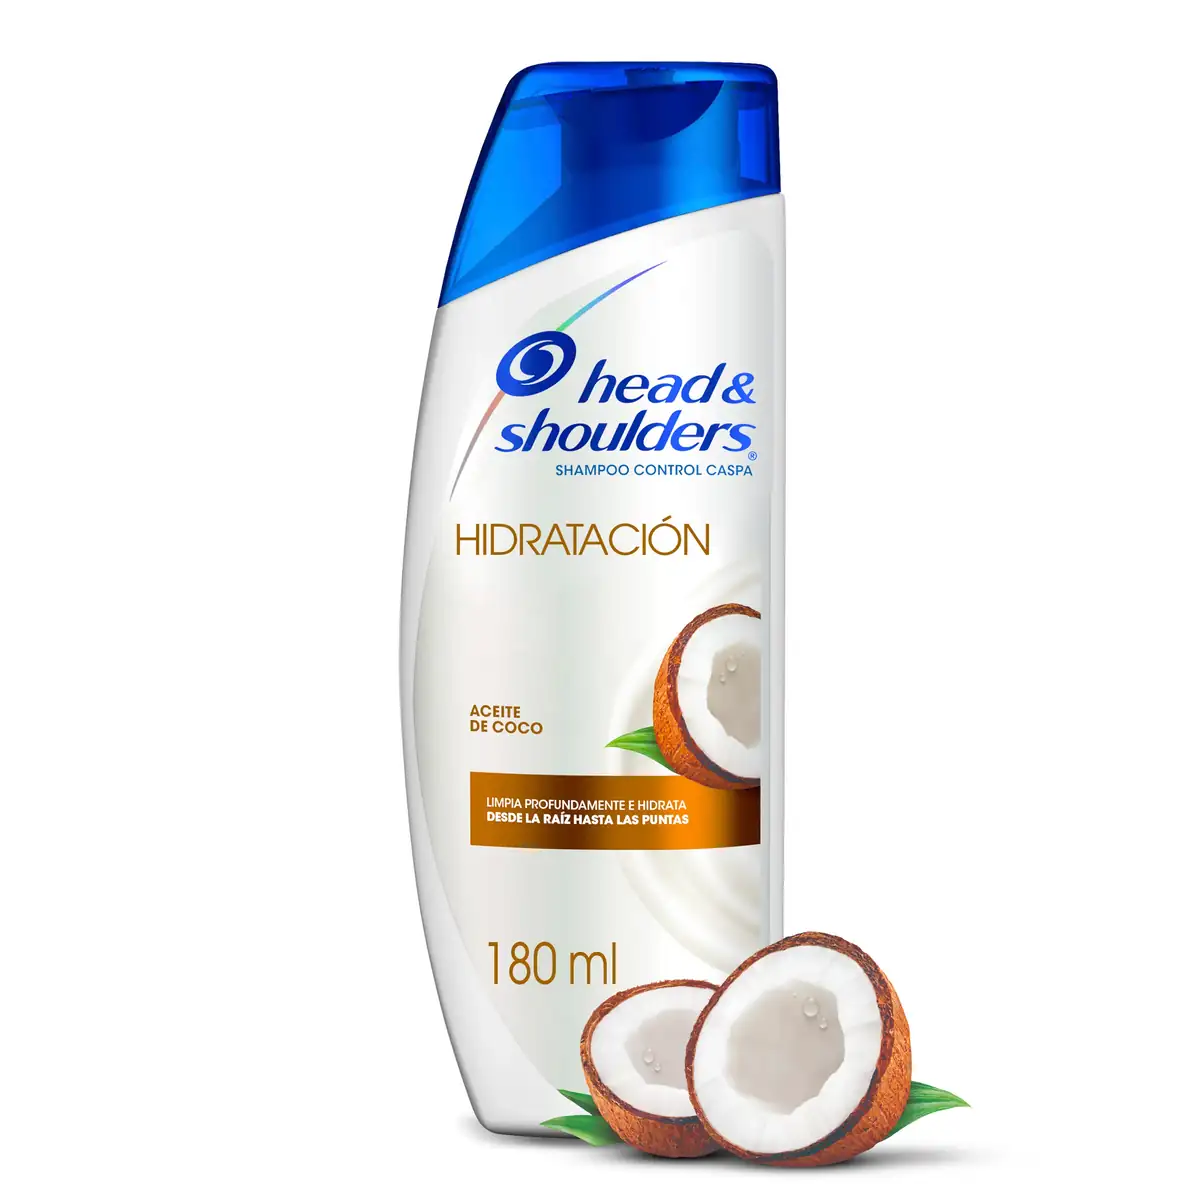 head &
shoulders®
SHAMPOO CONTROL CASPA
HIDRATACIÓN
ACEITE
DE COCO
LIMPIA PROFUNDAMENTE E HIDRATA
DESDE LA RAÍZ HASTA LAS PUNTAS
180 ml